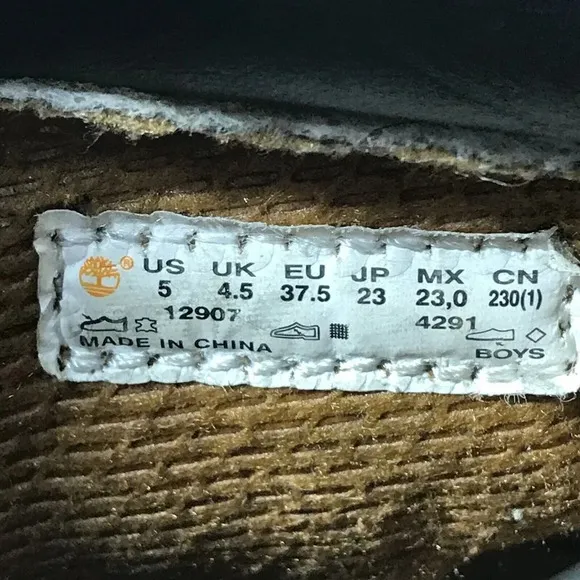 ® US UK EU JP MX CN
5 4.5 37.5 23 23,0 230(1)
12907 4291
MADE IN CHINA BOYS